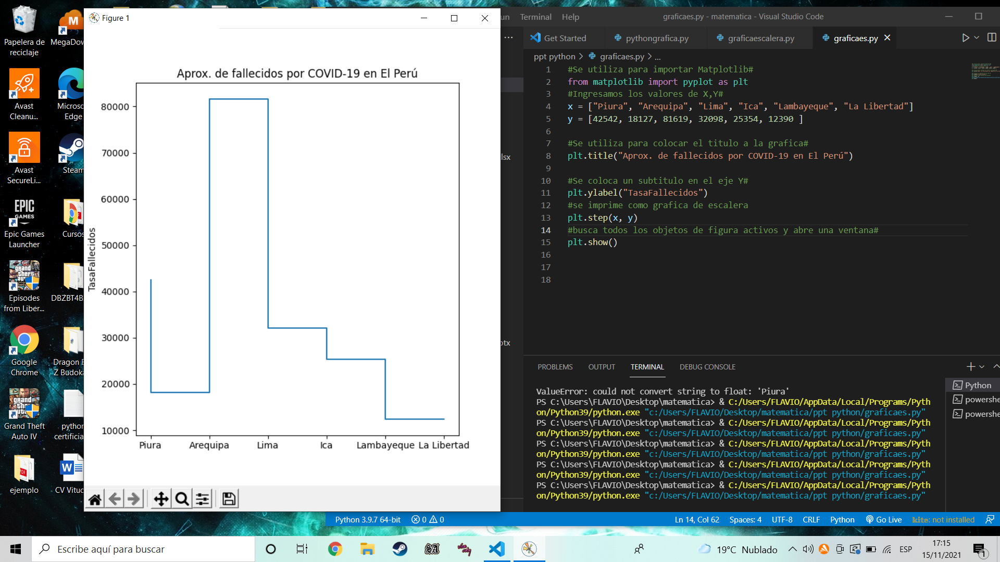 Papelera de
reciclaje
MegaDow
Avast
Cleanu...
Micros
Edge
Avast
SecureLi...
Steam
EPIC
GAMES
Epic Games
Launcher
Cursos
Episodes
from Liber...
DBZBT4B
Google
Chrome
Dragon B
Z Budoka
Grand Theft
Auto IV
python
certifica
ejemplo
CV Vituc
Figure 1
Aprox. de fallecidos por COVID-19 en El Perú
TasaFallecidos
80000
70000
60000
50000
40000
30000
20000
10000
Piura Arequipa Lima Ica Lambayeque La Libertad
un Terminal Help graficaes.py - matematica - Visual Studio Code
Get Started pythongrafica.py graficaescalera.py graficaes.py
ppt python > graficaes.py > ...
lsx
otx
1 #Se utiliza para importar Matplotlib#
2 from matplotlib import pyplot as plt
3 #Ingresamos los valores de X,Y#
4 x = ["Piura", "Arequipa", "Lima", "Ica", "Lambayeque", "La Libertad"]
5 y = [42542, 18127, 81619, 32098, 25354, 12390 ]
6
7 #Se utiliza para colocar el titulo a la grafica#
8 plt.title("Aprox. de fallecidos por COVID-19 en El Perú")
9
10 #Se coloca un subtitulo en el eje Y#
11 plt.ylabel("TasaFallecidos")
12 #se imprime como grafica de escalera
13 plt.step(x, y)
14 #busca todos los objetos de figura activos y abre una ventana#
15 plt.show()
16
17
18
PROBLEMS OUTPUT TERMINAL DEBUG CONSOLE
ValueError: could not convert string to float: 'Piura'
PS C:\Users\FLAVIO\Desktop\matematica> & C:/Users/FLAVIO/AppData/Local/Programs/Pyth
on/Python39/python.exe "c:/Users/FLAVIO/Desktop/matematica/ppt python/graficaes.py"
PS C:\Users\FLAVIO\Desktop\matematica> & C:/Users/FLAVIO/AppData/Local/Programs/Pyth
on/Python39/python.exe "c:/Users/FLAVIO/Desktop/matematica/ppt python/graficaes.py"
PS C:\Users\FLAVIO\Desktop\matematica> & C:/Users/FLAVIO/AppData/Local/Programs/Pyth
on/Python39/python.exe "c:/Users/FLAVIO/Desktop/matematica/ppt python/graficaes.py"
PS C:\Users\FLAVIO\Desktop\matematica> & C:/Users/FLAVIO/AppData/Local/Programs/Pyth
on/Python39/python.exe "c:/Users/FLAVIO/Desktop/matematica/ppt python/graficaes.py"
PS C:\Users\FLAVIO\Desktop\matematica> & C:/Users/FLAVIO/AppData/Local/Programs/Pyth
on/Python39/python.exe "c:/Users/FLAVIO/Desktop/matematica/ppt python/graficaes.py"
Python
powershe
powershe
Python 3.9.7 64-bit 0 0 Ln 14, Col 62 Spaces: 4 UTF-8 CRLF Python Go Live kite: not installed
Escribe aquí para buscar
19°C Nublado
ESP
17:15
15/11/2021
1